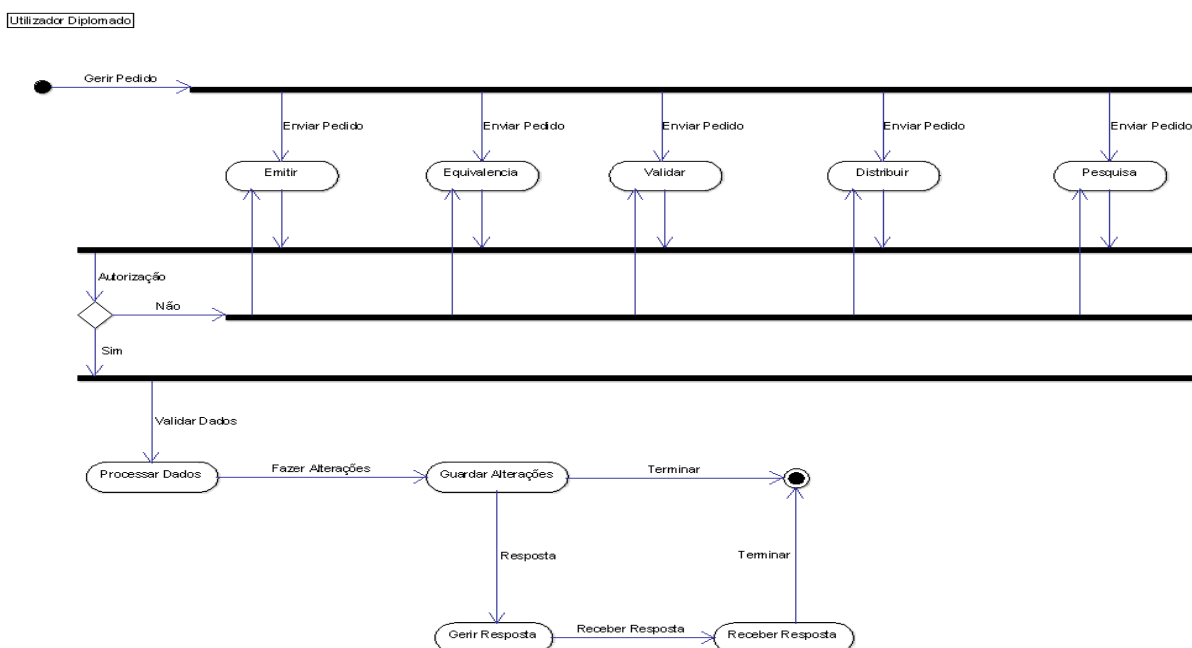 Utilizador Diplomado
Gerir Pedido
Enviar Pedido
Enviar Pedido
Enviar Pedido
Enviar Pedido
Enviar Pedido
Emitir
Equivalencia
Validar
Distribuir
Pesquisa
Autorização
Não
Sim
Validar Dados
Processar Dados
Fazer Alterações
Guardar Alterações
Terminar
Resposta
Terminar
Gerir Resposta
Receber Resposta
Receber Resposta